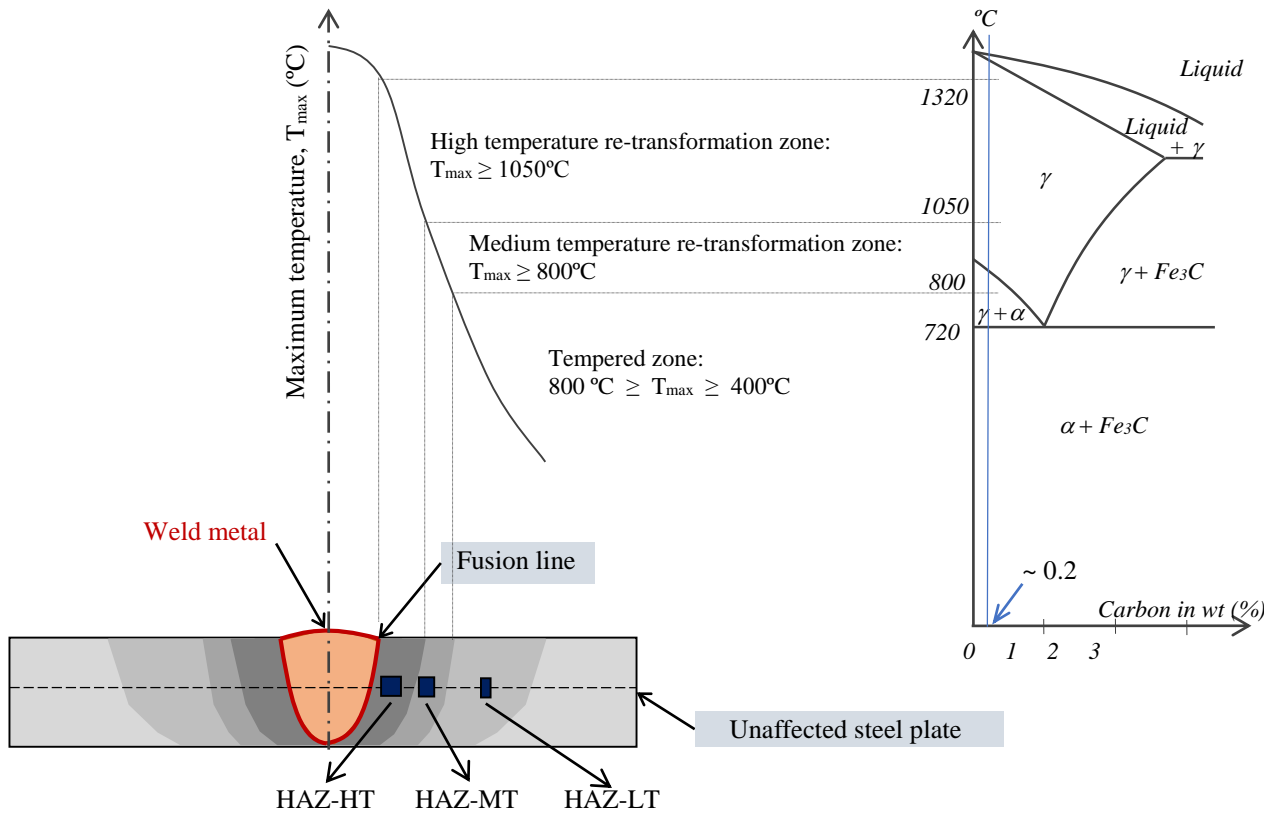 Maximum temperature, Tmax (ºC)
High temperature re-transformation zone:
Tmax ≥ 1050ºC
Medium temperature re-transformation zone:
Tmax ≥ 800ºC
Tempered zone:
800 ºC ≥ Tmax ≥ 400ºC
Weld metal
Fusion line
Unaffected steel plate
HAZ-HT
HAZ-MT
HAZ-LT
ºC
Liquid
1320
Liquid
+ γ
γ
1050
γ + Fe3C
800
γ + α
720
α + Fe3C
~ 0.2
Carbon in wt (%)
0 1 2 3